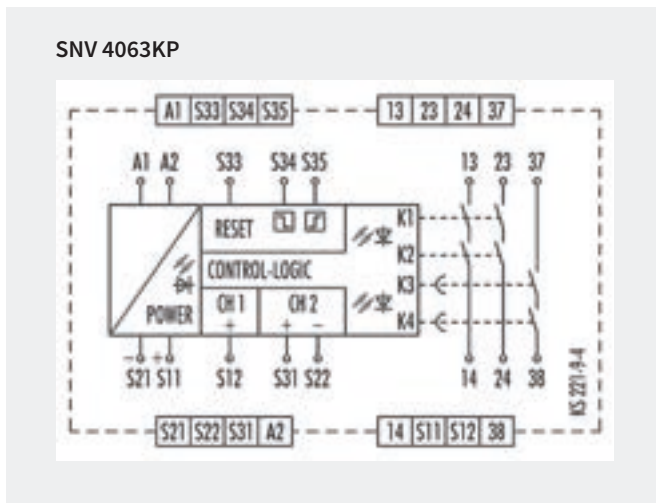 SNV 4063KP
A1 S33 S34 S35 13 23 24 37
A1 A2 S33 S34 S35 13 23 37
RESET K1
K2
CONTROL-LOGIC
K3
POWER CH 1 CH 2
+ + - K4
- + 
S21 S11 S12 S31 S22 14 24 38
KS 221-9-4
S21 S22 S31 A2 14 S11 S12 38